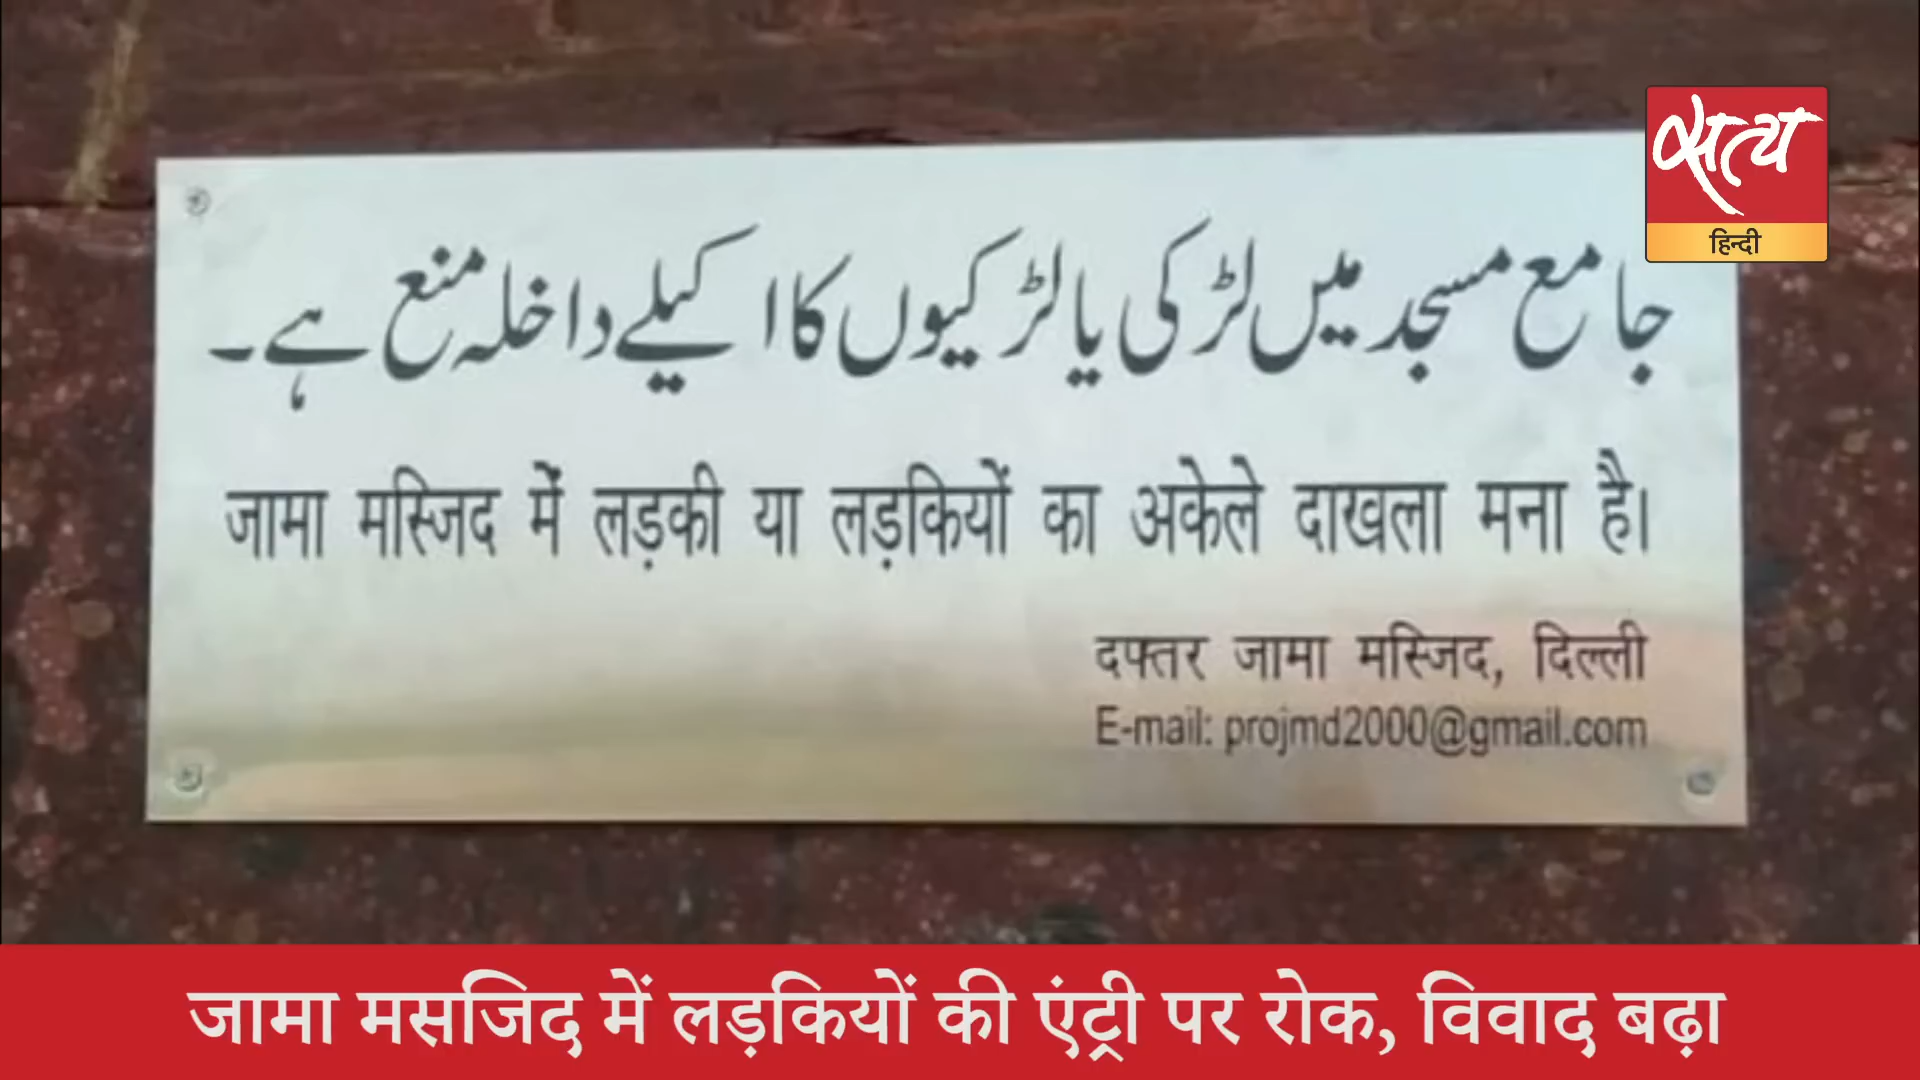 सत्य
हिन्दी
جامع مسجد میں لڑکی یا لڑکیوں کا اکیلے داخلہ منع ہے۔
जामा मस्जिद में लड़की या लड़कियों का अकेले दाखला मना है।
दफ्तर जामा मस्जिद, दिल्ली
E-mail: projmd2000@gmail.com
जामा मसजिद में लड़कियों की एंट्री पर रोक, विवाद बढ़ा